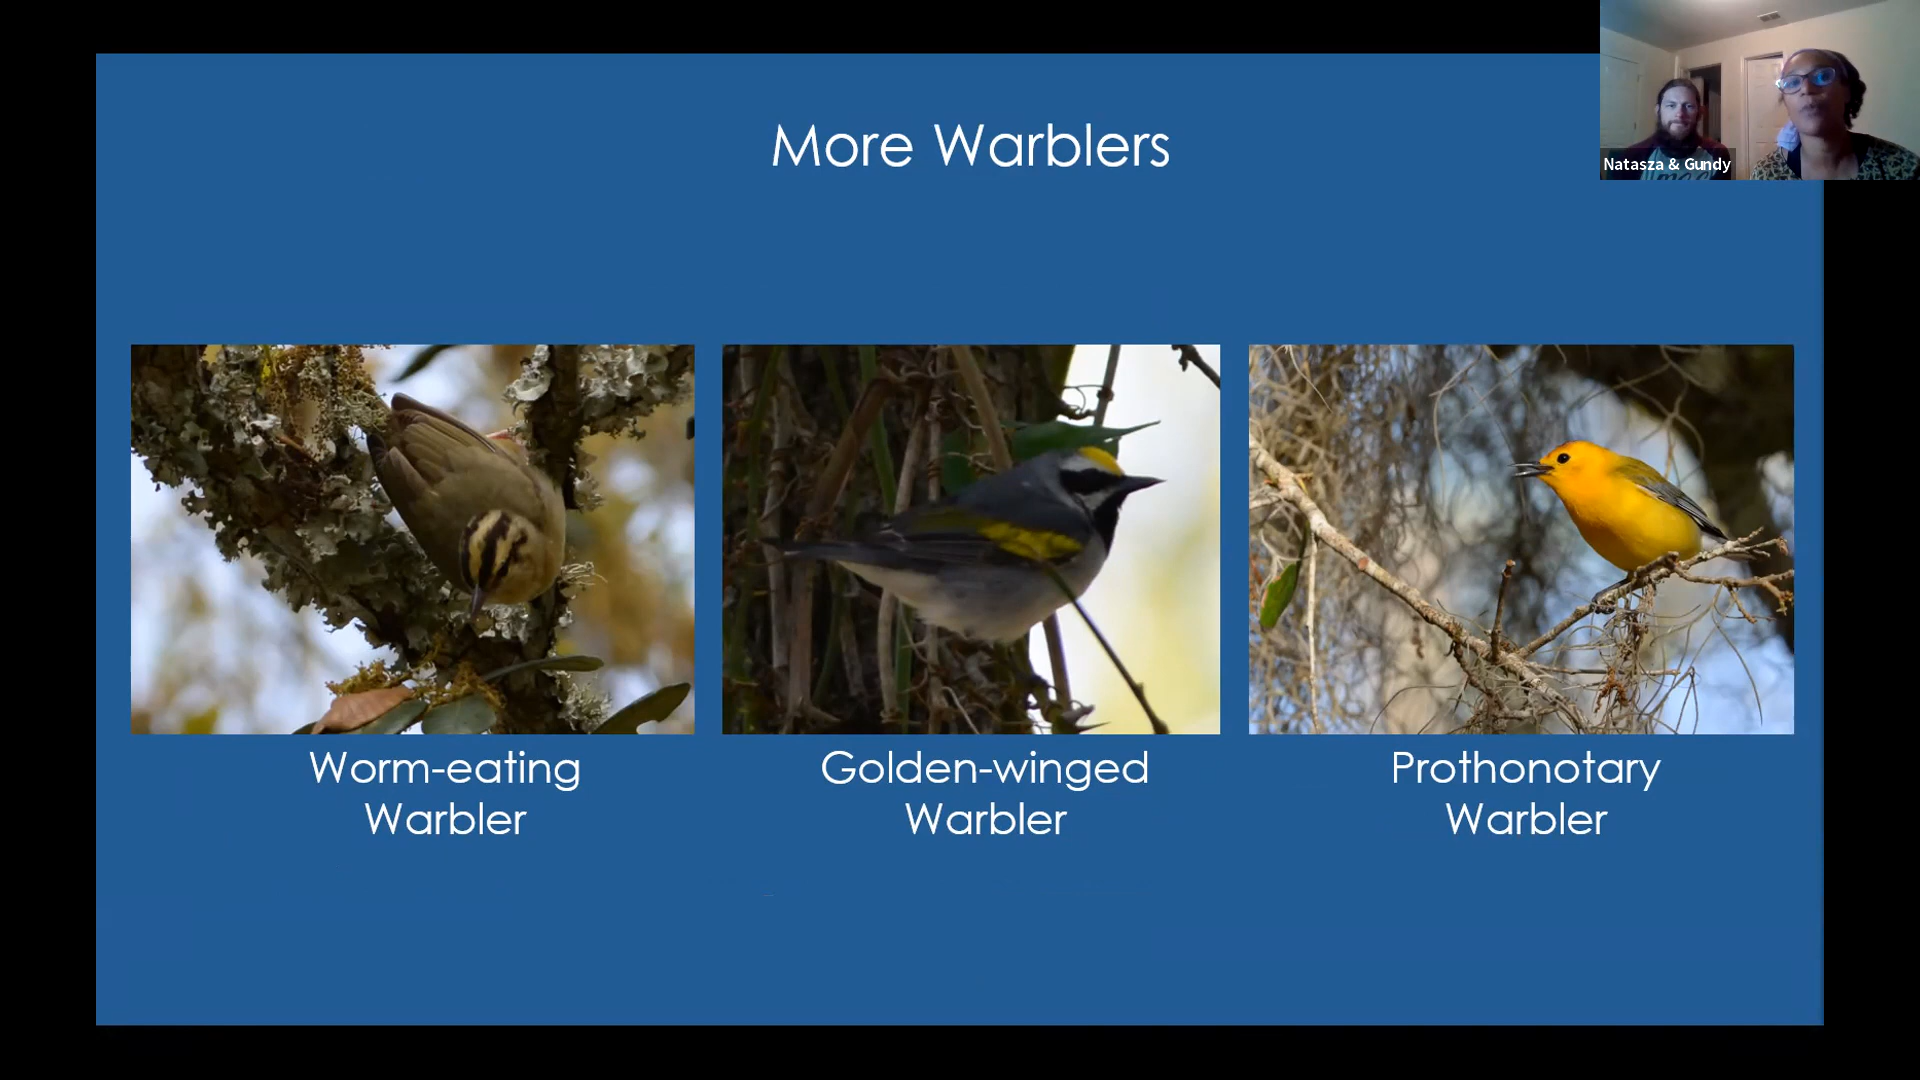 More Warblers
Natasza & Gundy
Worm-eating
Warbler
Golden-winged
Warbler
Prothonotary
Warbler